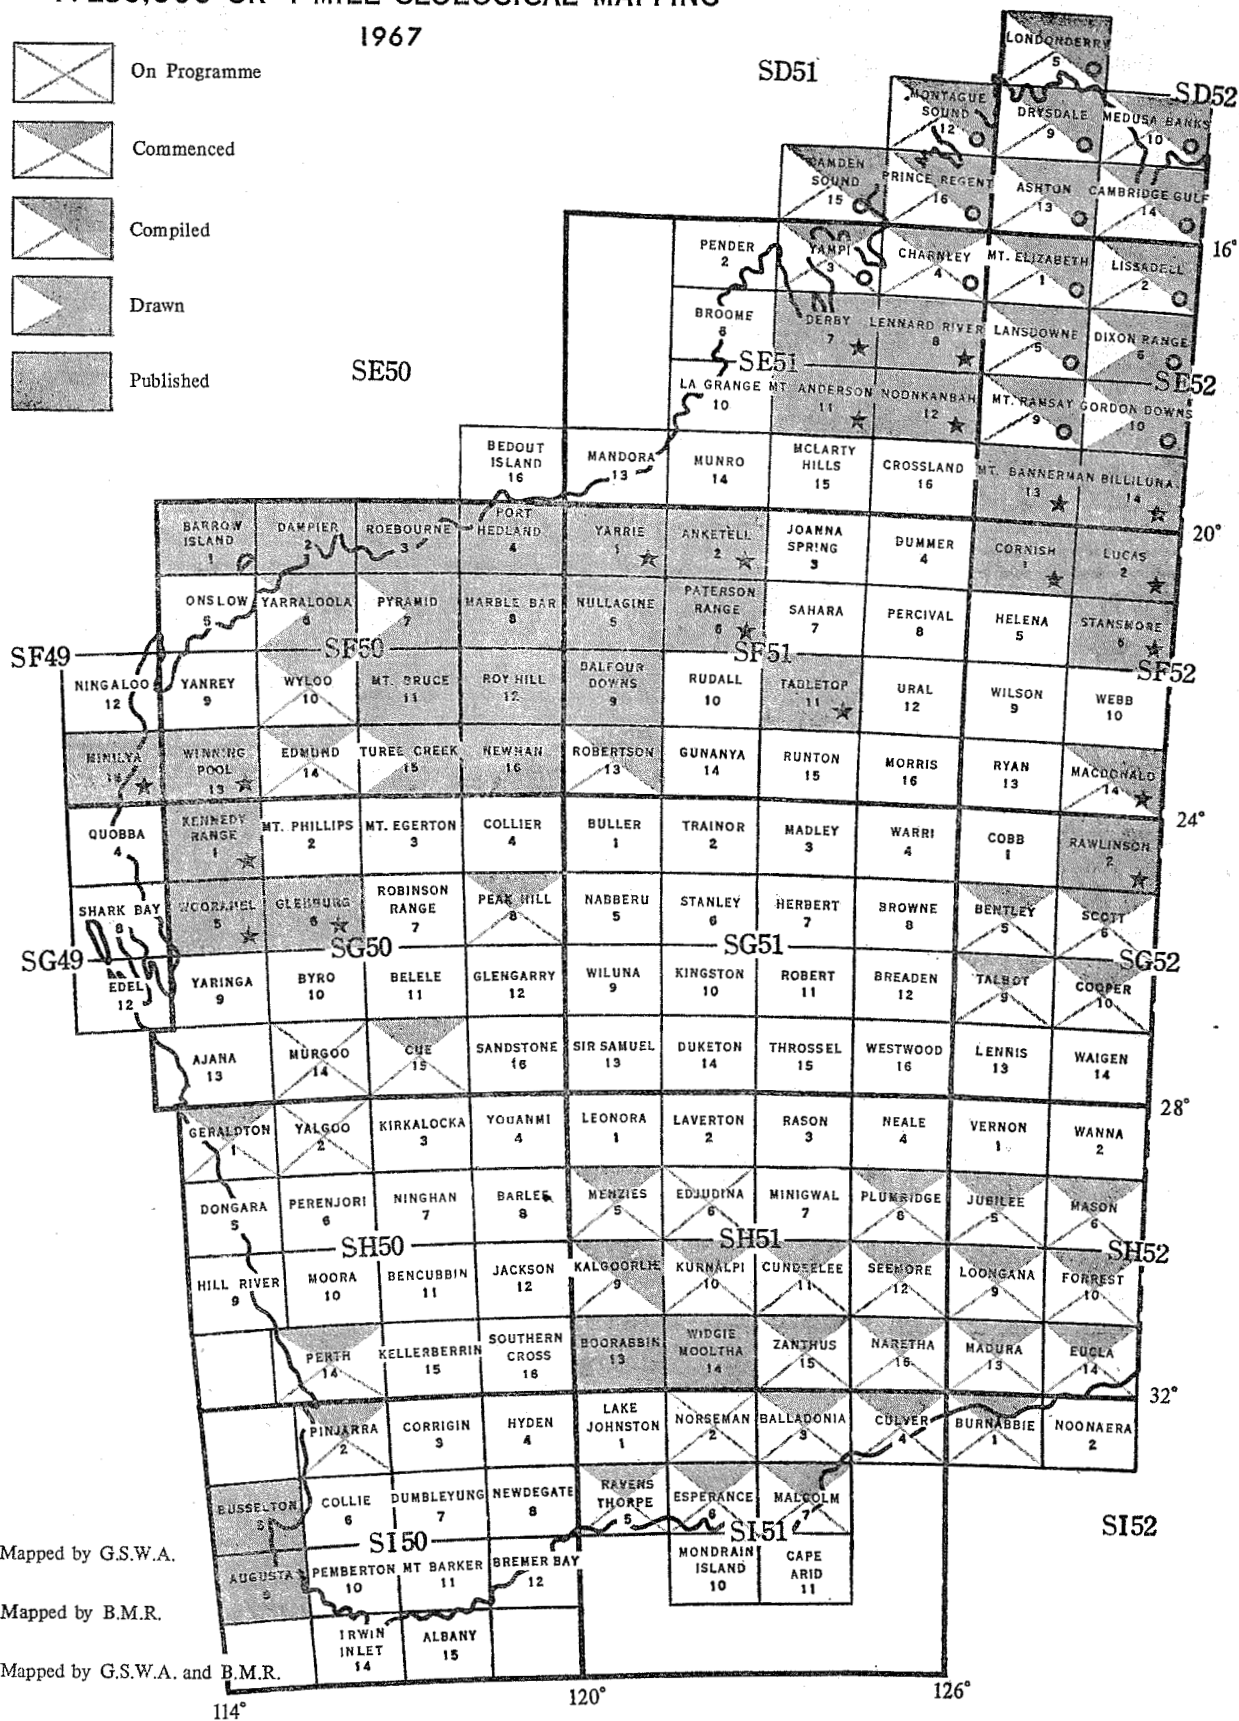 1967
On Programme
Commenced
Compiled
Drawn
Published
SD51
SD52
SE50
LONDONDERRY
5
MONTAGUE SOUND
12
DRYSDALE
9
MEDUSA BANKS
10
CAMDEN SOUND
15
PRINCE REGENT
16
ASHTON
13
CAMBRIDGE GULF
14
16°
PENDER
2
YAMPI
3
CHARNLEY
4
MT. ELIZABETH
1
LISSADELL
2
BROOME
6
DERBY
7
LENNARD RIVER
8
LANSDOWNE
5
DIXON RANGE
6
SE51
SE52
LA GRANGE
10
MT ANDERSON
11
NOONKANBAH
12
MT. RAMSAY
9
GORDON DOWNS
10
BEDOUT ISLAND
16
MANDORA
13
MUNRO
14
MCLARTY HILLS
15
CROSSLAND
16
MT. BANNERMAN
13
BILLILUNA
14
20°
BARROW ISLAND
1
DAMPIER
2
ROEBOURNE
3
PORT HEDLAND
4
YARRIE
1
ANKETELL
2
JOANNA SPRING
3
DUMMER
4
CORNISH
1
LUCAS
2
ONSLOW
5
YARRALOOLA
6
PYRAMID
7
MARBLE BAR
8
NULLAGINE
5
PATERSON RANGE
6
SAHARA
7
PERCIVAL
8
HELENA
5
STANSMORE
6
SF49
SF50
SF51
SF52
NINGALOO
12
YANREY
9
WYLOO
10
MT. BRUCE
11
ROY HILL
12
BALFOUR DOWNS
9
RUDALL
10
TABLETOP
11
URAL
12
WILSON
9
WEBB
10
MINILYA
16
WINNING POOL
13
EDMUND
14
TUREE CREEK
15
NEWMAN
16
ROBERTSON
13
GUNANYA
14
RUNTON
15
MORRIS
16
RYAN
13
MACDONALD
14
24°
QUOBBA
4
KENNEDY RANGE
1
MT. PHILLIPS
2
MT. EGERTON
3
COLLIER
4
BULLER
1
TRAINOR
2
MADLEY
3
WARRI
4
COBB
1
RAWLINSON
2
SHARK BAY
8
WOORAMEL
5
GLENBURG
6
ROBINSON RANGE
7
PEAK HILL
8
NABBERU
5
STANLEY
6
HERBERT
7
BROWNE
8
BENTLEY
5
SCOTT
6
SG49
SG50
SG51
SG52
EDEL
12
YARINGA
9
BYRO
10
BELELE
11
GLENGARRY
12
WILUNA
9
KINGSTON
10
ROBERT
11
BREADEN
12
TALBOT
9
COOPER
10
AJANA
13
MURGOO
14
CUE
15
SANDSTONE
16
SIR SAMUEL
13
DUKETON
14
THROSSEL
15
WESTWOOD
16
LENNIS
13
WAIGEN
14
28°
GERALDTON
1
YALGOO
2
KIRKALOCKA
3
YOUANMI
4
LEONORA
1
LAVERTON
2
RASON
3
NEALE
4
VERNON
1
WANNA
2
DONGARA
5
PERENJORI
6
NINGHAN
7
BARLEE
8
MENZIES
5
EDJUDINA
6
MINIGWAL
7
PLUMRIDGE
8
JUBILEE
5
MASON
6
SH50
SH51
SH52
HILL RIVER
9
MOORA
10
BENCUBBIN
11
JACKSON
12
KALGOORLIE
9
KURNALPI
10
CUNDEELEE
11
SEEMORE
12
LOONGANA
9
FORREST
10
PERTH
14
KELLERBERRIN
15
SOUTHERN CROSS
16
BOORABBIN
13
WIDGIE MOOLTHA
14
ZANTHUS
15
NARETHA
16
MADURA
13
EUCLA
14
32°
PINJARRA
2
CORRIGIN
3
HYDEN
4
LAKE JOHNSTON
1
NORSEMAN
2
BALLADONIA
3
CULVER
4
BURNABBIE
1
NOONAERA
2
BUSSELTON
5
COLLIE
6
DUMBLEYUNG
7
NEWDEGATE
8
RAVENS THORPE
5
ESPERANCE
6
MALCOLM
7
SI50
SI51
SI52
AUGUSTA
9
PEMBERTON
10
MT BARKER
11
BREMER BAY
12
MONDRAIN ISLAND
10
CAPE ARID
11
IRWIN INLET
14
ALBANY
15
Mapped by G.S.W.A.
Mapped by B.M.R.
Mapped by G.S.W.A. and B.M.R.
114°
120°
126°